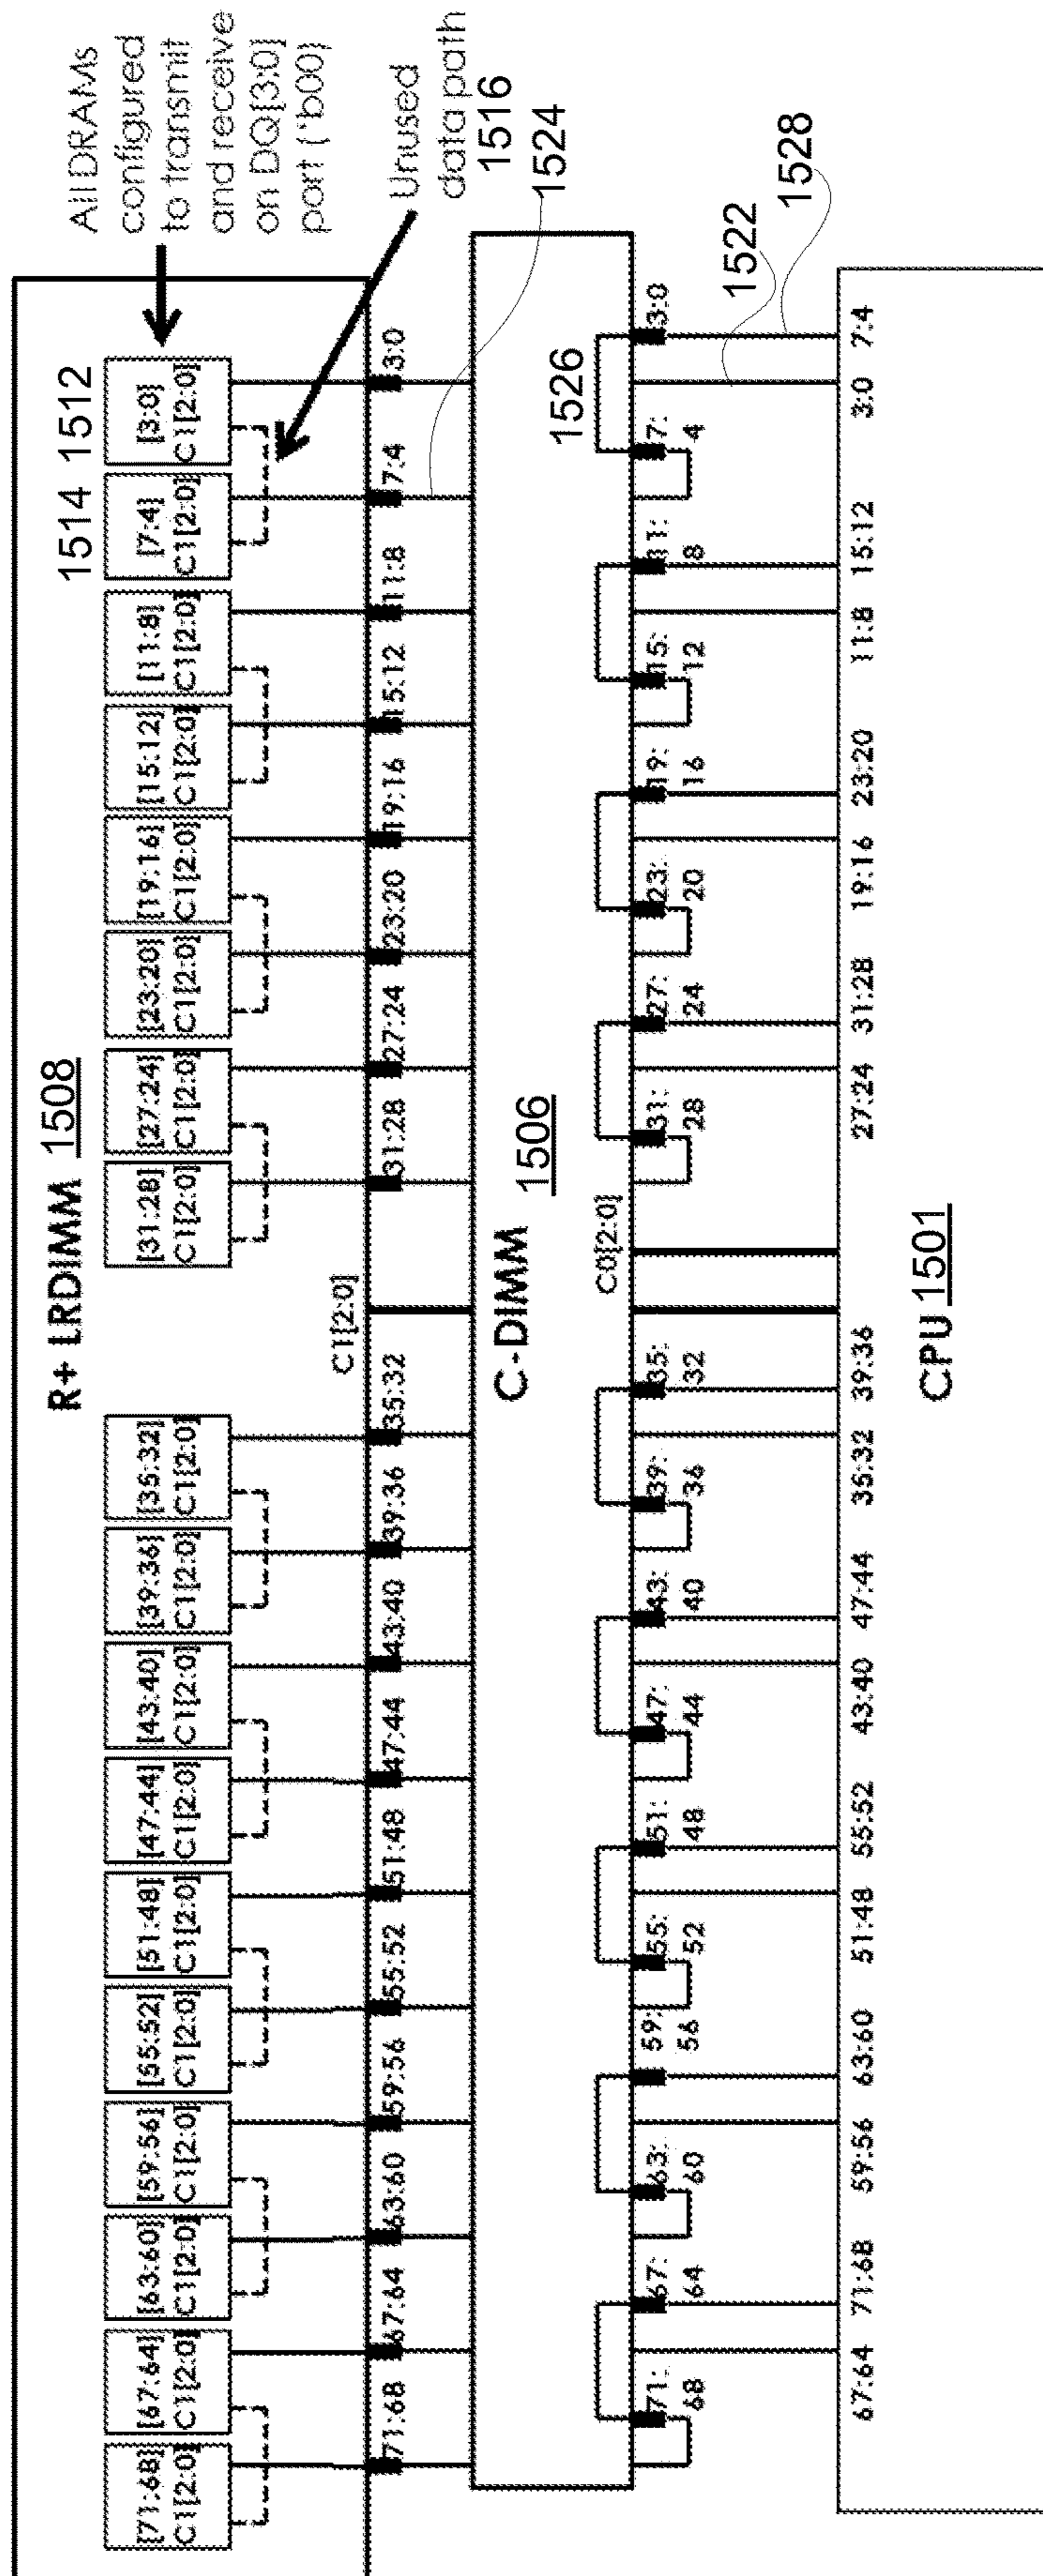 R+ LRDIMM 1508
1514 1512
All DRAMs
configured
to transmit
and receive
on DQ[3:0]
port ('b00)
[71:68] [67:64] [63:60] [59:56] [55:52] [51:48] [47:44] [43:40] [39:36] [35:32] [31:28] [27:24] [23:20] [19:16] [15:12] [11:8] [7:4] [3:0]
C1[2:0] C1[2:0] C1[2:0] C1[2:0] C1[2:0] C1[2:0] C1[2:0] C1[2:0] C1[2:0] C1[2:0] C1[2:0] C1[2:0] C1[2:0] C1[2:0] C1[2:0] C1[2:0] C1[2:0] C1[2:0]
Unused
data path
1516
C1[2:0]
71:68 67:64 63:60 59:56 55:52 51:48 47:44 43:40 39:36 35:32 31:28 27:24 23:20 19:16 15:12 11:8 7:4 3:0
1524
C-DIMM 1506
1526
C0[2:0]
71: 67: 63: 59: 55: 51: 47: 43: 39: 35: 31: 27: 23: 19: 15: 11: 7: 3:0
68 64 60 56 52 48 44 40 36 32 28 24 20 16 12 8 4
1522
1528
67:64 71:68 59:56 63:60 51:48 55:52 43:40 47:44 35:32 39:36 27:24 31:28 19:16 23:20 11:8 15:12 3:0 7:4
CPU 1501